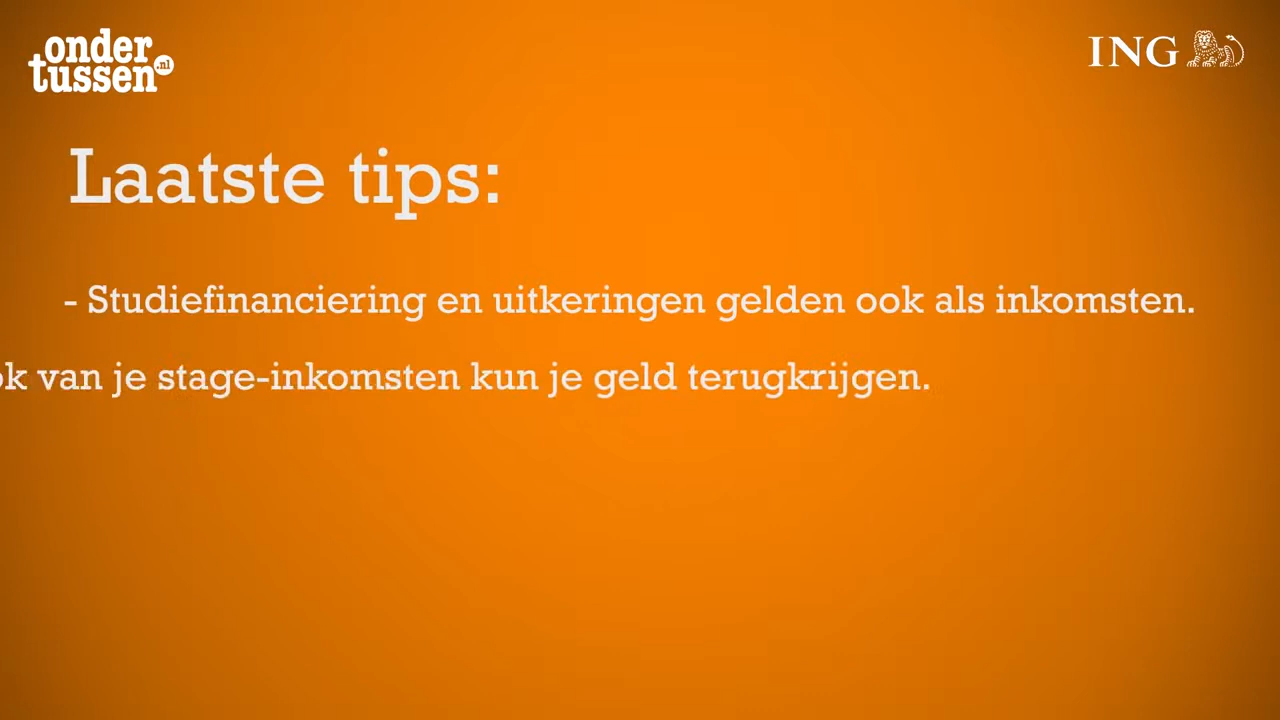 onder
tussen.nl
ING
Laatste tips:
- Studiefinanciering en uitkeringen gelden ook als inkomsten.
van je stage-inkomsten kun je geld terugkrijgen.